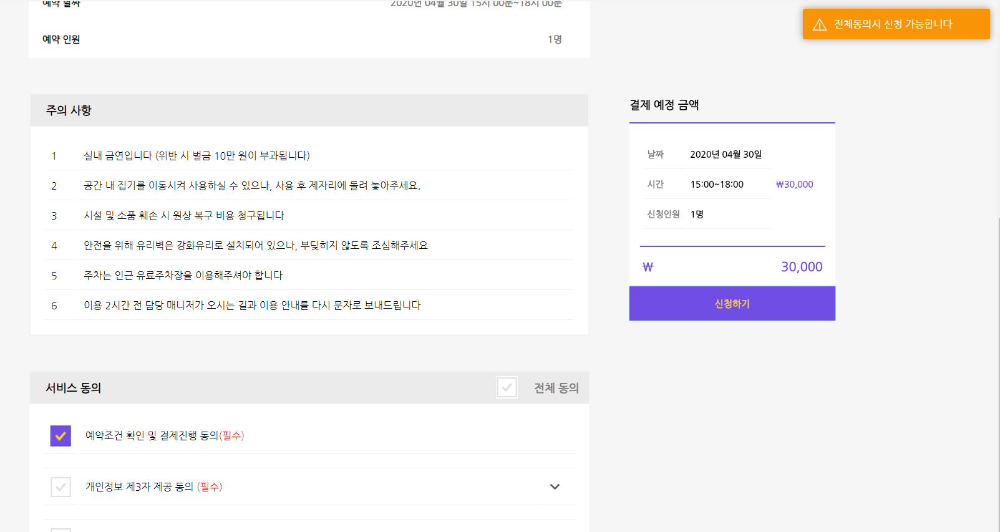 예약 날짜 2020년 04월 30일 15시 00분~18시 00분
전체동의시 신청 가능합니다
예약 인원 1명
주의 사항
1 실내 금연입니다 (위반 시 벌금 10만 원이 부과됩니다)
2 공간 내 집기를 이동시켜 사용하실 수 있으나, 사용 후 제자리에 돌려 놓아주세요.
3 시설 및 소품 훼손 시 원상 복구 비용 청구됩니다
4 안전을 위해 유리벽은 강화유리로 설치되어 있으나, 부딪히지 않도록 조심해주세요
5 주차는 인근 유료주차장을 이용해주셔야 합니다
6 이용 2시간 전 담당 매니저가 오시는 길과 이용 안내를 다시 문자로 보내드립니다
결제 예정 금액
날짜 2020년 04월 30일
시간 15:00~18:00 ₩30,000
신청인원 1명
₩ 30,000
신청하기
서비스 동의 전체 동의
예약조건 확인 및 결제진행 동의(필수)
개인정보 제3자 제공 동의 (필수)